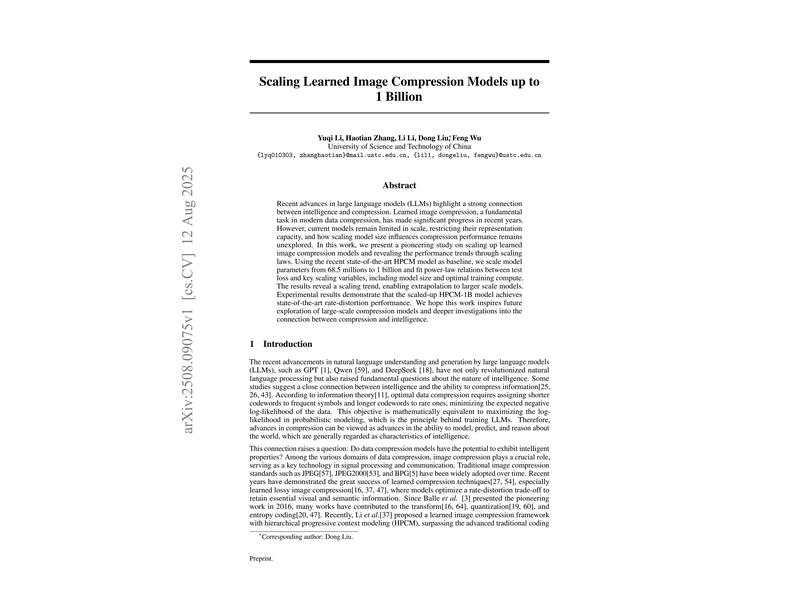 Scaling Learned Image Compression Models up to
1 Billion
Yuqi Li, Haotian Zhang, Li Li, Dong Liu*, Feng Wu
University of Science and Technology of China
{lyq010303, zhanghaotian}@mail.ustc.edu.cn, {lil1, dongeliu, fengwu}@ustc.edu.cn
Abstract
Recent advances in large language models (LLMs) highlight a strong connection
between intelligence and compression. Learned image compression, a fundamental
task in modern data compression, has made significant progress in recent years.
However, current models remain limited in scale, restricting their representation
capacity, and how scaling model size influences compression performance remains
unexplored. In this work, we present a pioneering study on scaling up learned
image compression models and revealing the performance trends through scaling
laws. Using the recent state-of-the-art HPCM model as baseline, we scale model
parameters from 68.5 millions to 1 billion and fit power-law relations between test
loss and key scaling variables, including model size and optimal training compute.
The results reveal a scaling trend, enabling extrapolation to larger scale models.
Experimental results demonstrate that the scaled-up HPCM-1B model achieves
state-of-the-art rate-distortion performance. We hope this work inspires future
exploration of large-scale compression models and deeper investigations into the
connection between compression and intelligence.
1 Introduction
The recent advancements in natural language understanding and generation by large language models
(LLMs), such as GPT [1], Qwen [59], and DeepSeek [18], have not only revolutionized natural
language processing but also raised fundamental questions about the nature of intelligence. Some
studies suggest a close connection between intelligence and the ability to compress information[25,
26, 43]. According to information theory[11], optimal data compression requires assigning shorter
codewords to frequent symbols and longer codewords to rare ones, minimizing the expected negative
log-likelihood of the data. This objective is mathematically equivalent to maximizing the log-
likelihood in probabilistic modeling, which is the principle behind training LLMs. Therefore,
advances in compression can be viewed as advances in the ability to model, predict, and reason about
the world, which are generally regarded as characteristics of intelligence.
This connection raises a question: Do data compression models have the potential to exhibit intelligent
properties? Among the various domains of data compression, image compression plays a crucial role,
serving as a key technology in signal processing and communication. Traditional image compression
standards such as JPEG[57], JPEG2000[53], and BPG[5] have been widely adopted over time. Recent
years have demonstrated the great success of learned compression techniques[27, 54], especially
learned lossy image compression[16, 37, 47], where models optimize a rate-distortion trade-off to
retain essential visual and semantic information. Since Balle et al. [3] presented the pioneering
work in 2016, many works have contributed to the transform[16, 64], quantization[19, 60], and
entropy coding[20, 47]. Recently, Li et al.[37] proposed a learned image compression framework
with hierarchical progressive context modeling (HPCM), surpassing the advanced traditional coding
*Corresponding author: Dong Liu.
Preprint.
arXiv:2508.09075v1 [cs.CV] 12 Aug 2025